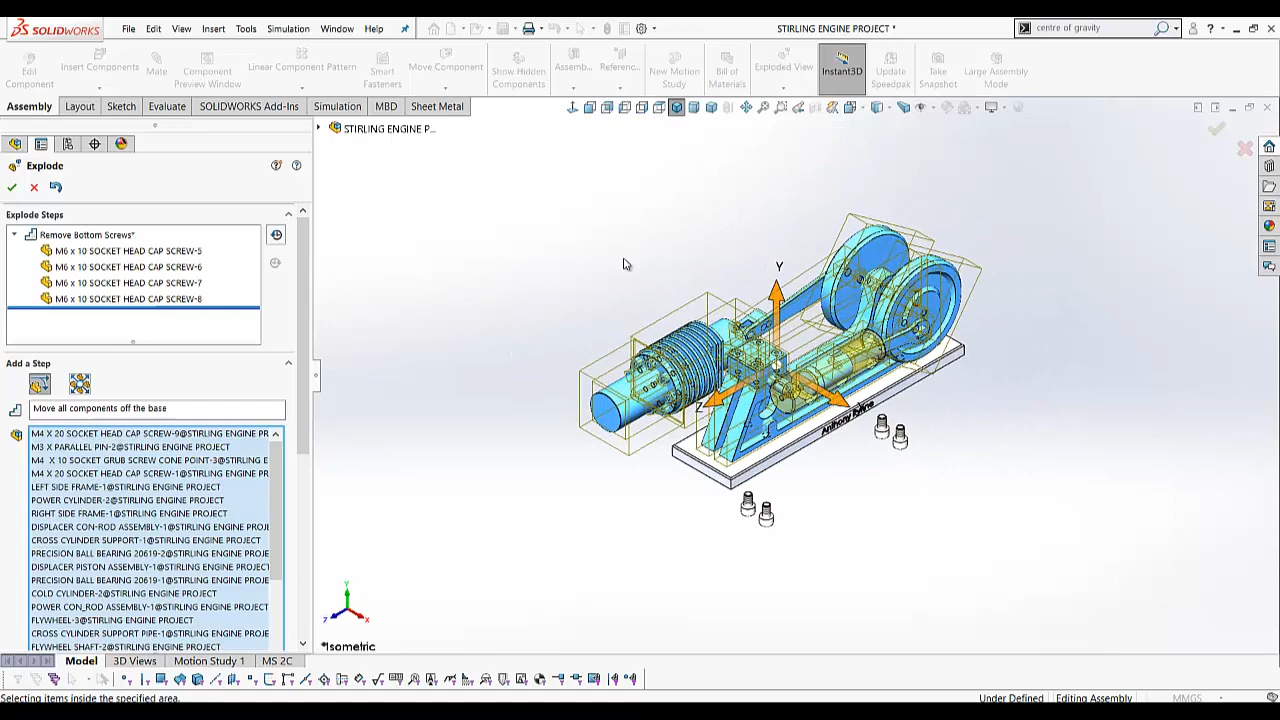 SOLIDWORKS
File Edit View Insert Tools Simulation Window Help
STIRLING ENGINE PROJECT *
centre of gravity
Edit Component
Insert Components
Mate
Component Preview Window
Linear Component Pattern
Smart Fasteners
Move Component
Show Hidden Components
Assemb...
Referenc...
New Motion Study
Bill of Materials
Exploded View
Instant3D
Update Speedpak
Take Snapshot
Large Assembly Mode
Assembly Layout Sketch Evaluate SOLIDWORKS Add-Ins Simulation MBD Sheet Metal
STIRLING ENGINE P...
Explode
Explode Steps
Remove Bottom Screws*
M6 x 10 SOCKET HEAD CAP SCREW-5
M6 x 10 SOCKET HEAD CAP SCREW-6
M6 x 10 SOCKET HEAD CAP SCREW-7
M6 x 10 SOCKET HEAD CAP SCREW-8
Add a Step
Move all components off the base
M4 X 20 SOCKET HEAD CAP SCREW-9@STIRLING ENGINE PR
M3 X PARALLEL PIN-2@STIRLING ENGINE PROJECT
M4 X 10 SOCKET GRUB SCREW CONE POINT-3@STIRLING E
M4 X 20 SOCKET HEAD CAP SCREW-1@STIRLING ENGINE PR
LEFT SIDE FRAME-1@STIRLING ENGINE PROJECT
POWER CYLINDER-2@STIRLING ENGINE PROJECT
RIGHT SIDE FRAME-1@STIRLING ENGINE PROJECT
DISPLACER CON-ROD ASSEMBLY-1@STIRLING ENGINE PROJE
CROSS CYLINDER SUPPORT-1@STIRLING ENGINE PROJECT
PRECISION BALL BEARING 20619-2@STIRLING ENGINE PROJE
DISPLACER PISTON ASSEMBLY-1@STIRLING ENGINE PROJECT
PRECISION BALL BEARING 20619-1@STIRLING ENGINE PROJE
COLD CYLINDER-2@STIRLING ENGINE PROJECT
POWER CON_ROD ASSEMBLY-1@STIRLING ENGINE PROJECT
FLYWHEEL-3@STIRLING ENGINE PROJECT
CROSS CYLINDER SUPPORT PIPE-1@STIRLING ENGINE PROJE
FLYWHEEL SHAFT-2@STIRLING ENGINE PROJECT
Y
Z
Anthony
Y
Z
X
*Isometric
Model 3D Views Motion Study 1 MS 2C
Selecting items inside the specified area.
Under Defined Editing Assembly MMGS